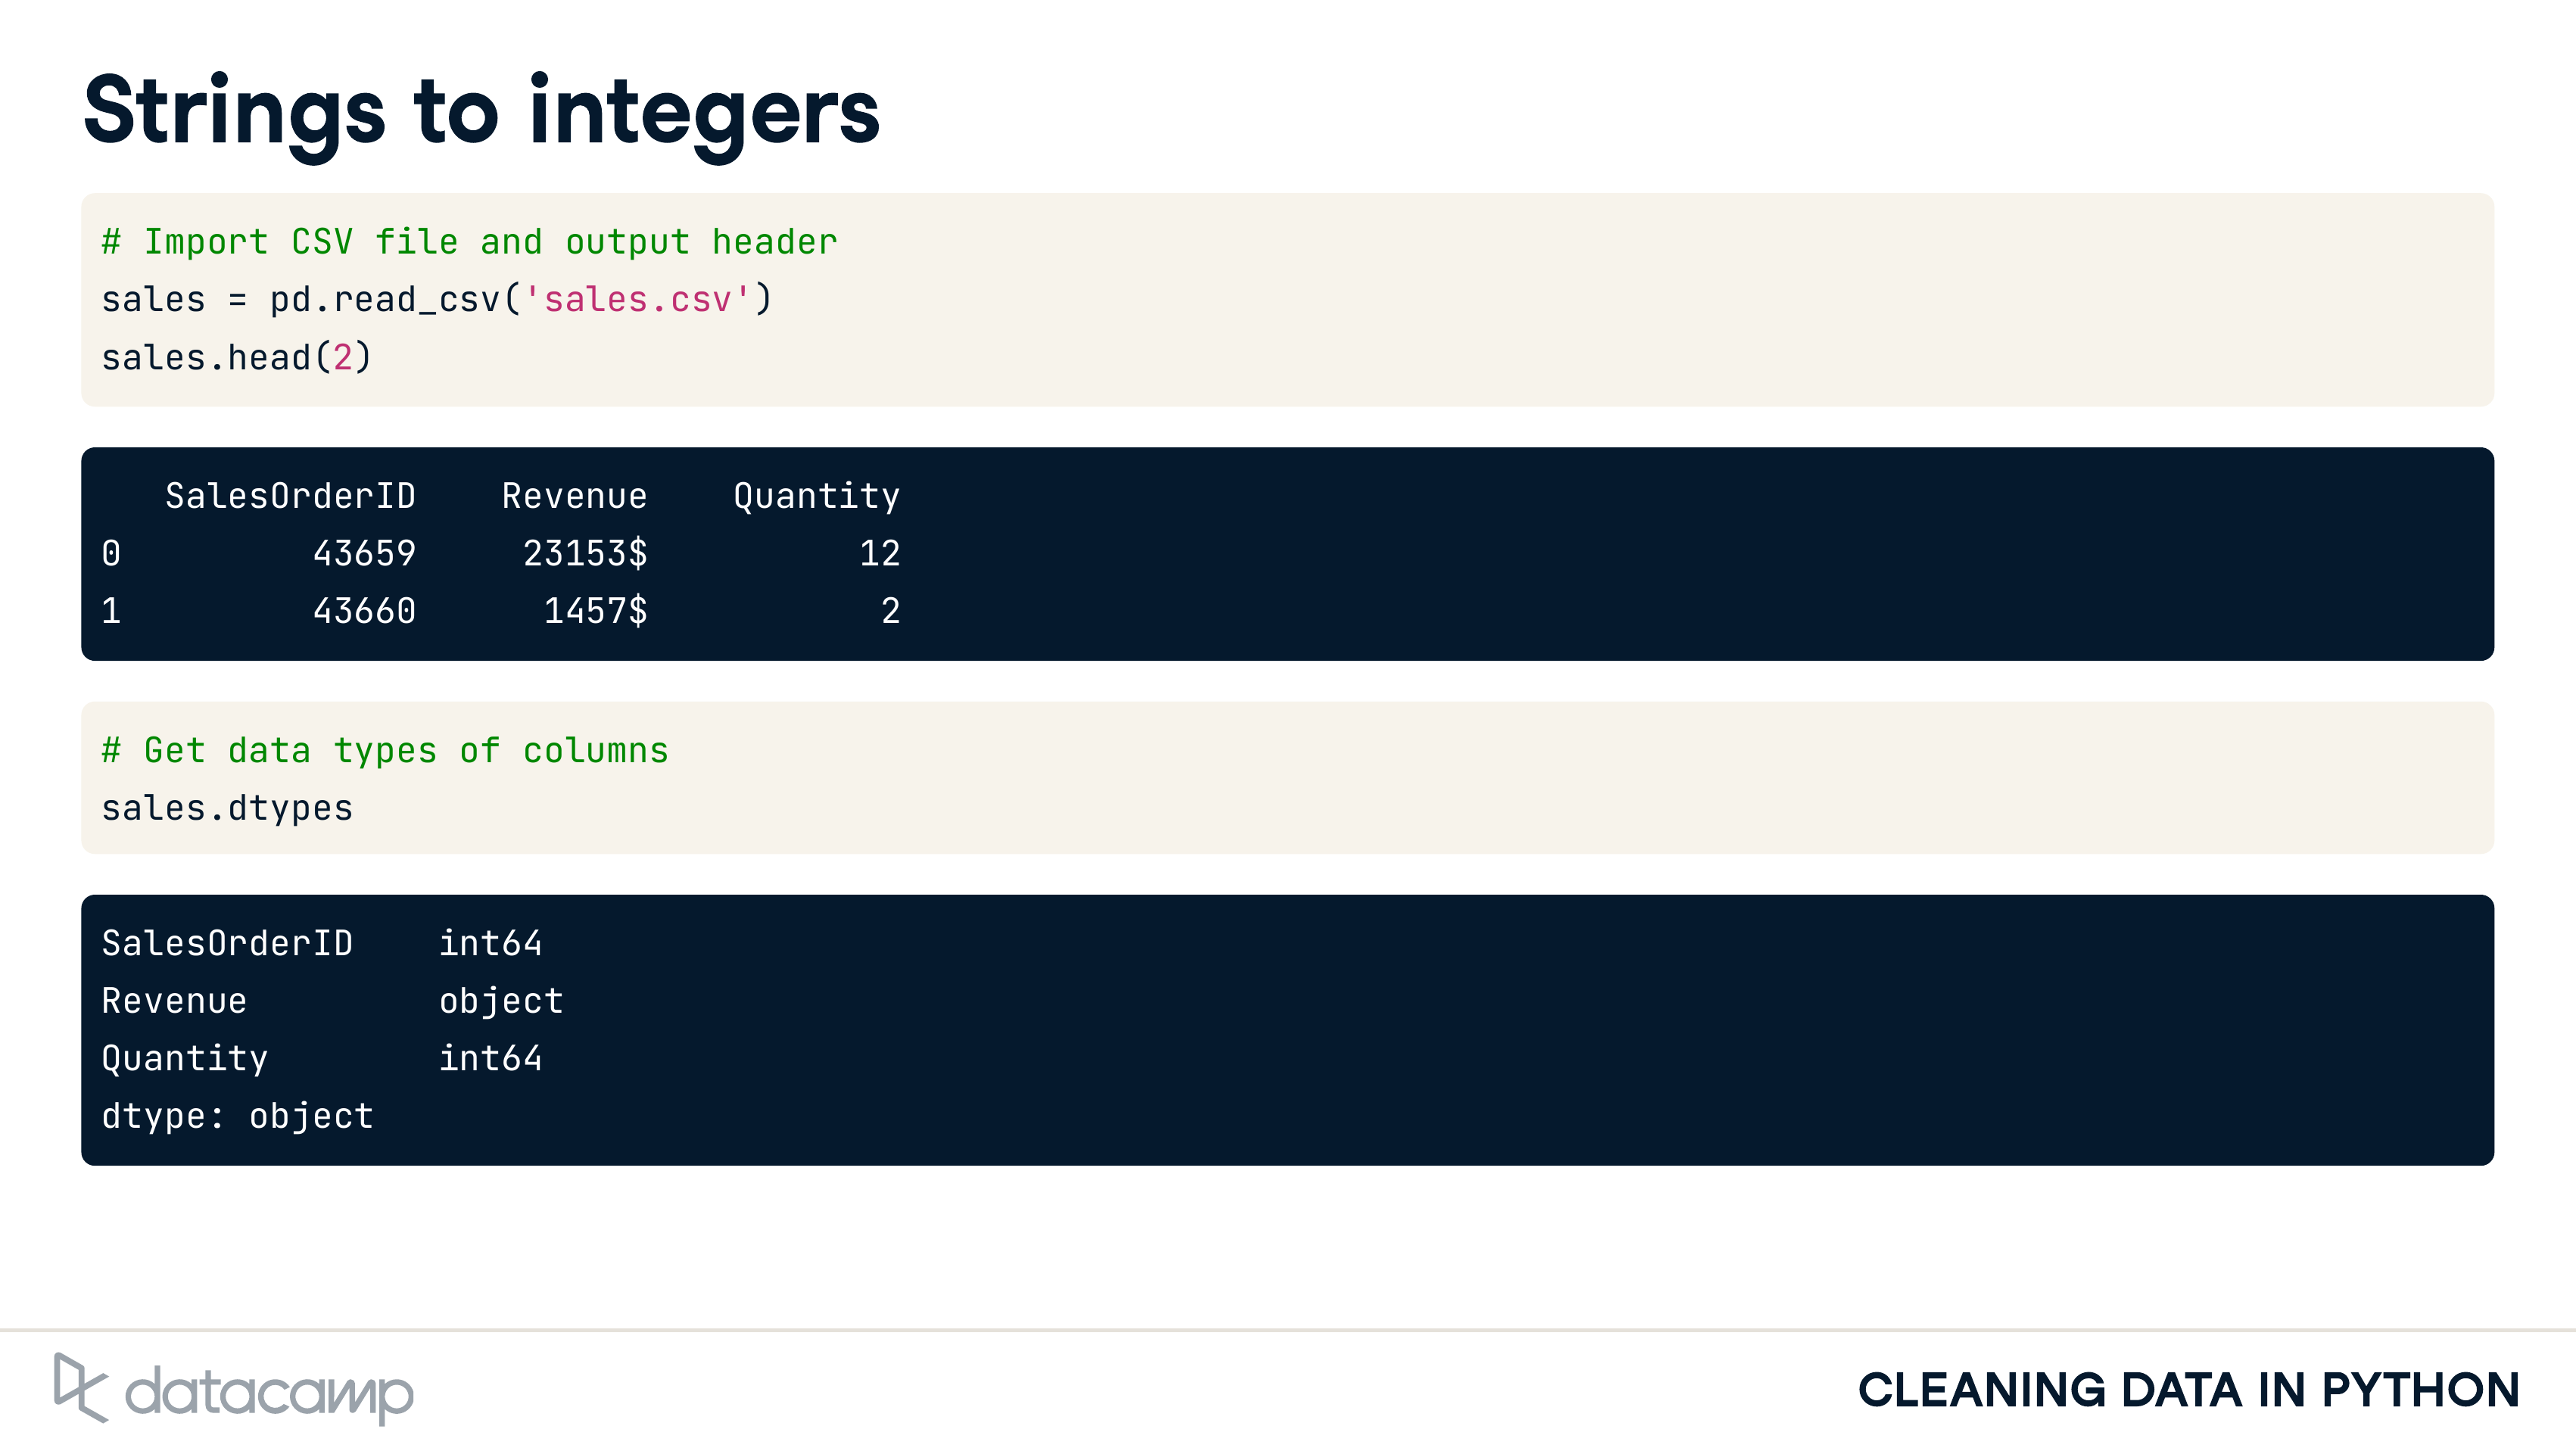 Strings to integers
# Import CSV file and output header
sales = pd.read_csv('sales.csv')
sales.head(2)
   SalesOrderID    Revenue    Quantity
0         43659     23153$          12
1         43660      1457$           2
# Get data types of columns
sales.dtypes
SalesOrderID    int64
Revenue         object
Quantity        int64
dtype: object
datacamp
CLEANING DATA IN PYTHON